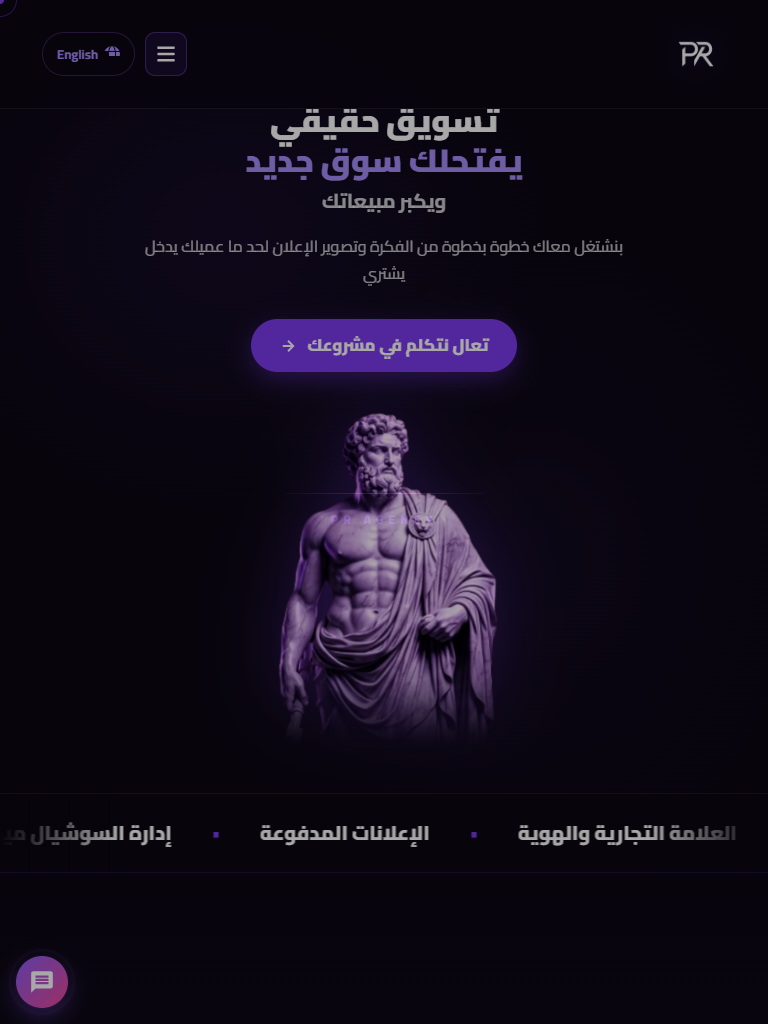 English
PR
تسويق حقيقي
يفتحلك سوق جديد
ويكبر مبيعاتك
بنشتغل معاك خطوة بخطوة من الفكرة وتصوير الإعلان لحد ما عميلك يدخل
يشتري
تعال نتكلم في مشروعك →
العلامة التجارية والهوية
الإعلانات المدفوعة
إدارة السوشيال